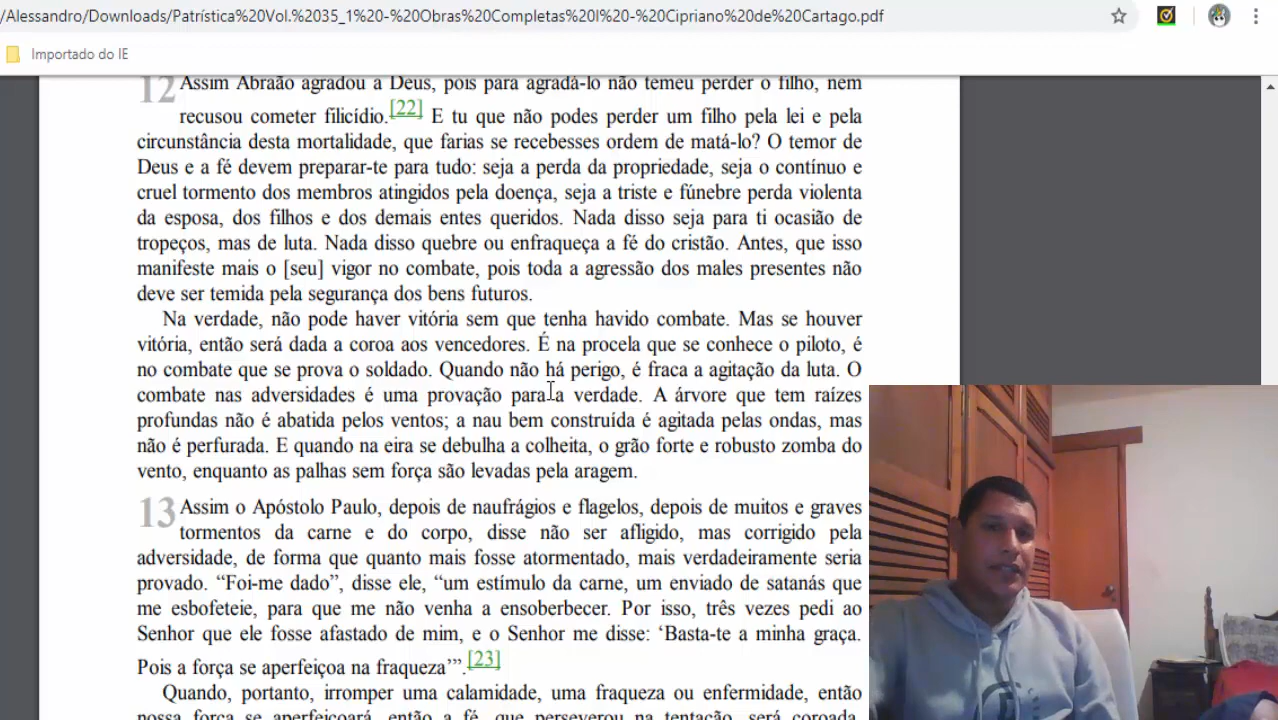 /Alessandro/Downloads/Patrística%20Vol.%2035_1%20-%20Obras%20Completas%20I%20-%20Cipriano%20de%20Cartago.pdf
Importado do IE
12 Assim Abraão agradou a Deus, pois para agradá-lo não temeu perder o filho, nem
recusou cometer filicídio.[22] E tu que não podes perder um filho pela lei e pela
circunstância desta mortalidade, que farias se recebesses ordem de matá-lo? O temor de
Deus e a fé devem preparar-te para tudo: seja a perda da propriedade, seja o contínuo e
cruel tormento dos membros atingidos pela doença, seja a triste e fúnebre perda violenta
da esposa, dos filhos e dos demais entes queridos. Nada disso seja para ti ocasião de
tropeços, mas de luta. Nada disso quebre ou enfraqueça a fé do cristão. Antes, que isso
manifeste mais o [seu] vigor no combate, pois toda a agressão dos males presentes não
deve ser temida pela segurança dos bens futuros.
Na verdade, não pode haver vitória sem que tenha havido combate. Mas se houver
vitória, então será dada a coroa aos vencedores. É na procela que se conhece o piloto, é
no combate que se prova o soldado. Quando não há perigo, é fraca a agitação da luta. O
combate nas adversidades é uma provação para a verdade. A árvore que tem raízes
profundas não é abatida pelos ventos; a nau bem construída é agitada pelas ondas, mas
não é perfurada. E quando na eira se debulha a colheita, o grão forte e robusto zomba do
vento, enquanto as palhas sem força são levadas pela aragem.
13 Assim o Apóstolo Paulo, depois de naufrágios e flagelos, depois de muitos e graves
tormentos da carne e do corpo, disse não ser afligido, mas corrigido pela
adversidade, de forma que quanto mais fosse atormentado, mais verdadeiramente seria
provado. “Foi-me dado”, disse ele, “um estímulo da carne, um enviado de satanás que
me esbofeteie, para que me não venha a ensoberbecer. Por isso, três vezes pedi ao
Senhor que ele fosse afastado de mim, e o Senhor me disse: ‘Basta-te a minha graça.
Pois a força se aperfeiçoa na fraqueza’”.[23]
Quando, portanto, irromper uma calamidade, uma fraqueza ou enfermidade, então
nossa força se aperfeiçoará, então a fé, que perseverou na tentação, será coroada,